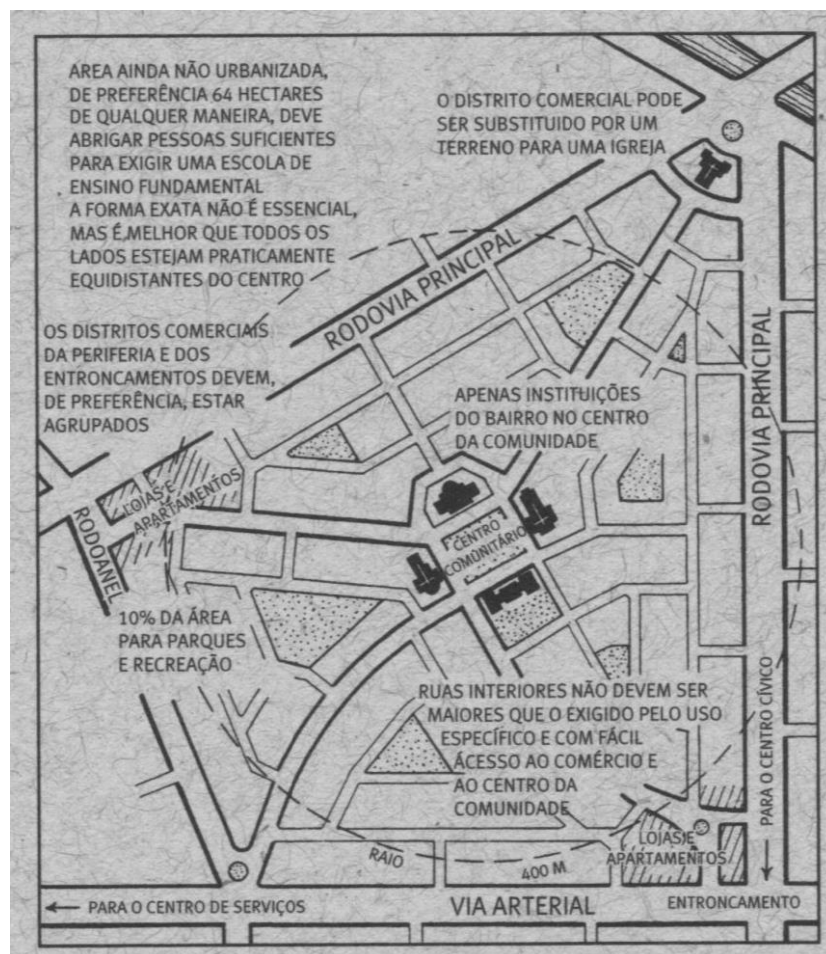 AREA AINDA NÃO URBANIZADA,
DE PREFERÊNCIA 64 HECTARES
DE QUALQUER MANEIRA, DEVE
ABRIGAR PESSOAS SUFICIENTES
PARA EXIGIR UMA ESCOLA DE
ENSINO FUNDAMENTAL
A FORMA EXATA NÃO É ESSENCIAL,
MAS É MELHOR QUE TODOS OS
LADOS ESTEJAM PRATICAMENTE
EQUIDISTANTES DO CENTRO
O DISTRITO COMERCIAL PODE
SER SUBSTITUIDO POR UM
TERRENO PARA UMA IGREJA
RODOVIA PRINCIPAL
OS DISTRITOS COMERCIAIS
DA PERIFERIA E DOS
ENTRONCAMENTOS DEVEM,
DE PREFERÊNCIA, ESTAR
AGRUPADOS
RODOVIA PRINCIPAL
APENAS INSTITUIÇÕES
DO BAIRRO NO CENTRO
DA COMUNIDADE
LOJAS E
APARTAMENTOS
RODOANEL
CENTRO
COMUNITÁRIO
10% DA ÁREA
PARA PARQUES
E RECREAÇÃO
RUAS INTERIORES NÃO DEVEM SER
MAIORES QUE O EXIGIDO PELO USO
ESPECÍFICO E COM FÁCIL
ACESSO AO COMÉRCIO E
AO CENTRO DA
COMUNIDADE
PARA O CENTRO CÍVICO
LOJAS E
APARTAMENTOS
RAIO
400 M
PARA O CENTRO DE SERVIÇOS
VIA ARTERIAL
ENTRONCAMENTO